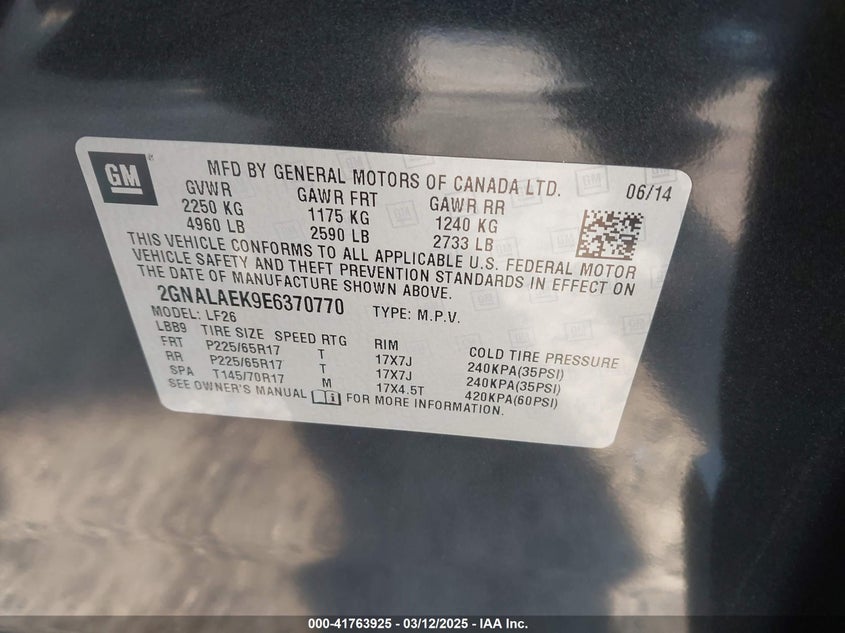 GM
MFD BY GENERAL MOTORS OF CANADA LTD. 06/14
GVWR GAWR FRT GAWR RR
2250 KG 1175 KG 1240 KG
4960 LB 2590 LB 2733 LB
THIS VEHICLE CONFORMS TO ALL APPLICABLE U.S. FEDERAL MOTOR
VEHICLE SAFETY AND THEFT PREVENTION STANDARDS IN EFFECT ON
THE DATE OF MANUFACTURE SHOWN ABOVE.
2GNALAEK9E6370770 TYPE: M.P.V.
MODEL: LF26
LBB9 TIRE SIZE SPEED RTG RIM COLD TIRE PRESSURE
FRT P225/65R17 T 17X7J 240KPA(35PSI)
RR P225/65R17 T 17X7J 240KPA(35PSI)
SPA T145/70R17 M 17X4.5T 420KPA(60PSI)
SEE OWNER'S MANUAL FOR MORE INFORMATION.
000-41763925 - 03/12/2025 - IAA Inc.